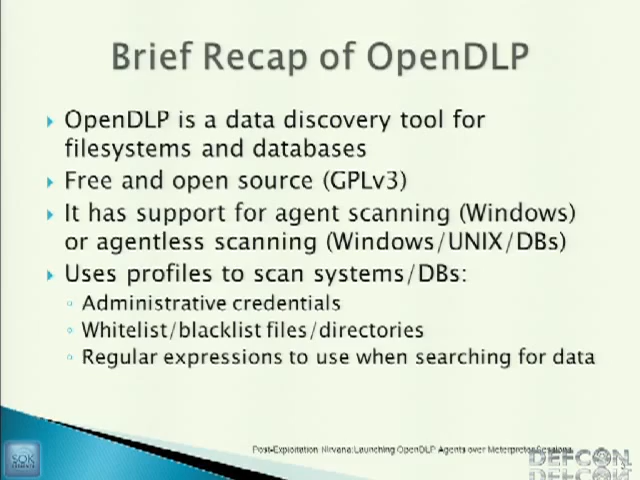 Brief Recap of OpenDLP
OpenDLP is a data discovery tool for
filesystems and databases
Free and open source (GPLv3)
It has support for agent scanning (Windows)
or agentless scanning (Windows/UNIX/DBs)
Uses profiles to scan systems/DBs:
Administrative credentials
Whitelist/blacklist files/directories
Regular expressions to use when searching for data
Post-Exploitation Nirvana: Launching OpenDLP Agents over Meterpreter Sessions
DEFCON
SOK